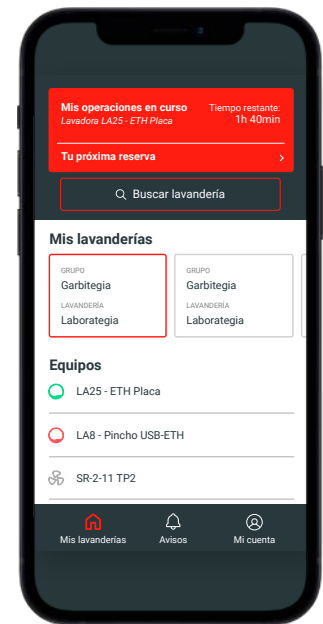 Mis operaciones en curso
Tiempo restante:
Lavadora LA25 - ETH Placa
1h 40min
Tu próxima reserva
Buscar lavandería
Mis lavanderías
GRUPO
Garbitegia
LAVANDERÍA
Laborategia
GRUPO
Garbitegia
LAVANDERÍA
Laborategia
Equipos
LA25 - ETH Placa
LA8 - Pincho USB-ETH
SR-2-11 TP2
Mis lavanderías
Avisos
Mi cuenta